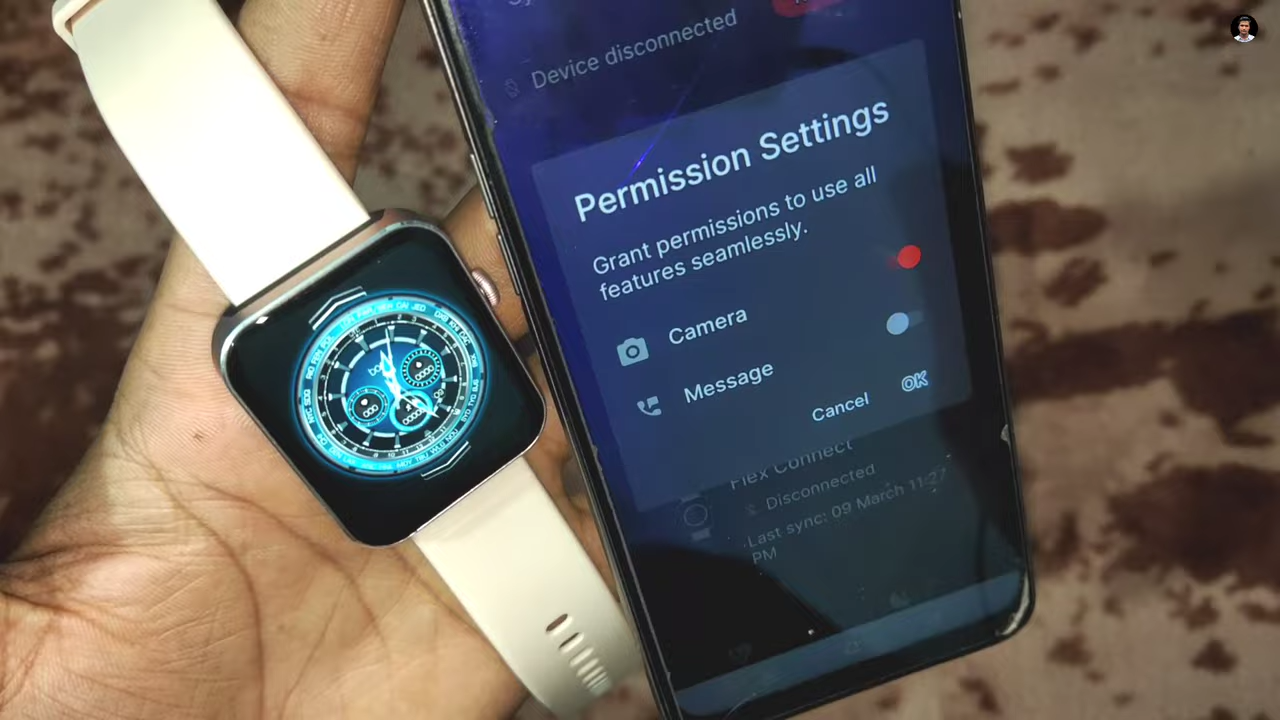 Device disconnected
Permission Settings
Grant permissions to use all
features seamlessly.
Camera
Message
Cancel
OK
Flex Connect
Disconnected
Last sync: 09 March 11:27
PM